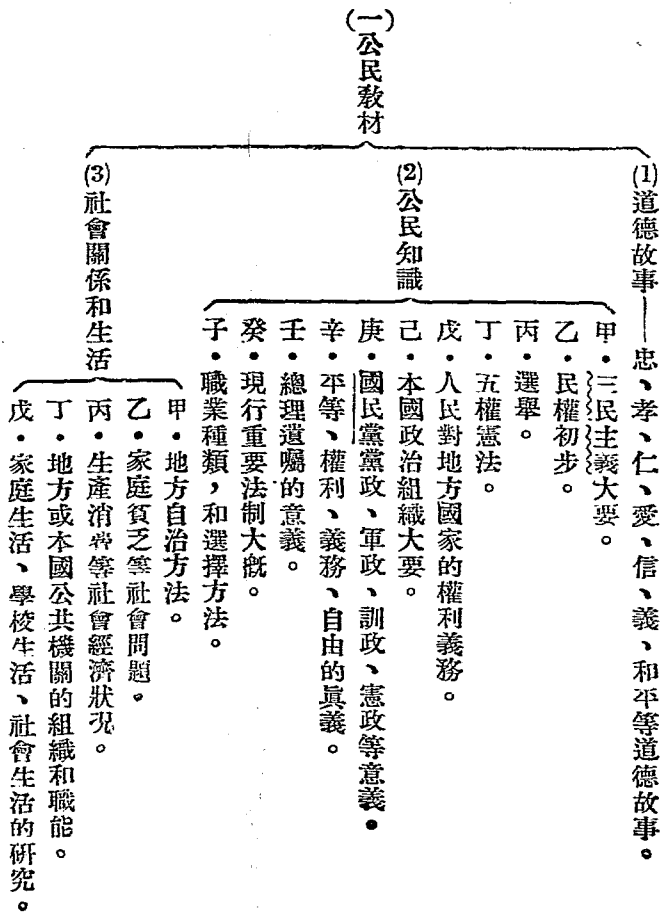 (一)公民教材
(1)道德故事——忠、孝、仁、愛、信、義、和平等道德故事。
(2)公民知識
甲•三民主義大要。
乙•民權初步。
丙•選舉。
丁•五權憲法。
戊•人民對地方國家的權利義務。
己•本國政治組織大要。
庚•國民黨黨政、軍政、訓政、憲政等意義•
辛•平等、權利、義務、自由的眞義。
壬•總理遺囑的意義。
癸•現行重要法制大概。
子•職業種類，和選擇方法。
(3)社會關係和生活
甲•地方自治方法。
乙•家庭貧乏等社會問題。
丙•生產消費等社會經濟狀況。
丁•地方或本國公共機關的組織和職能。
戊•家庭生活、學校生活、社會生活的研究。